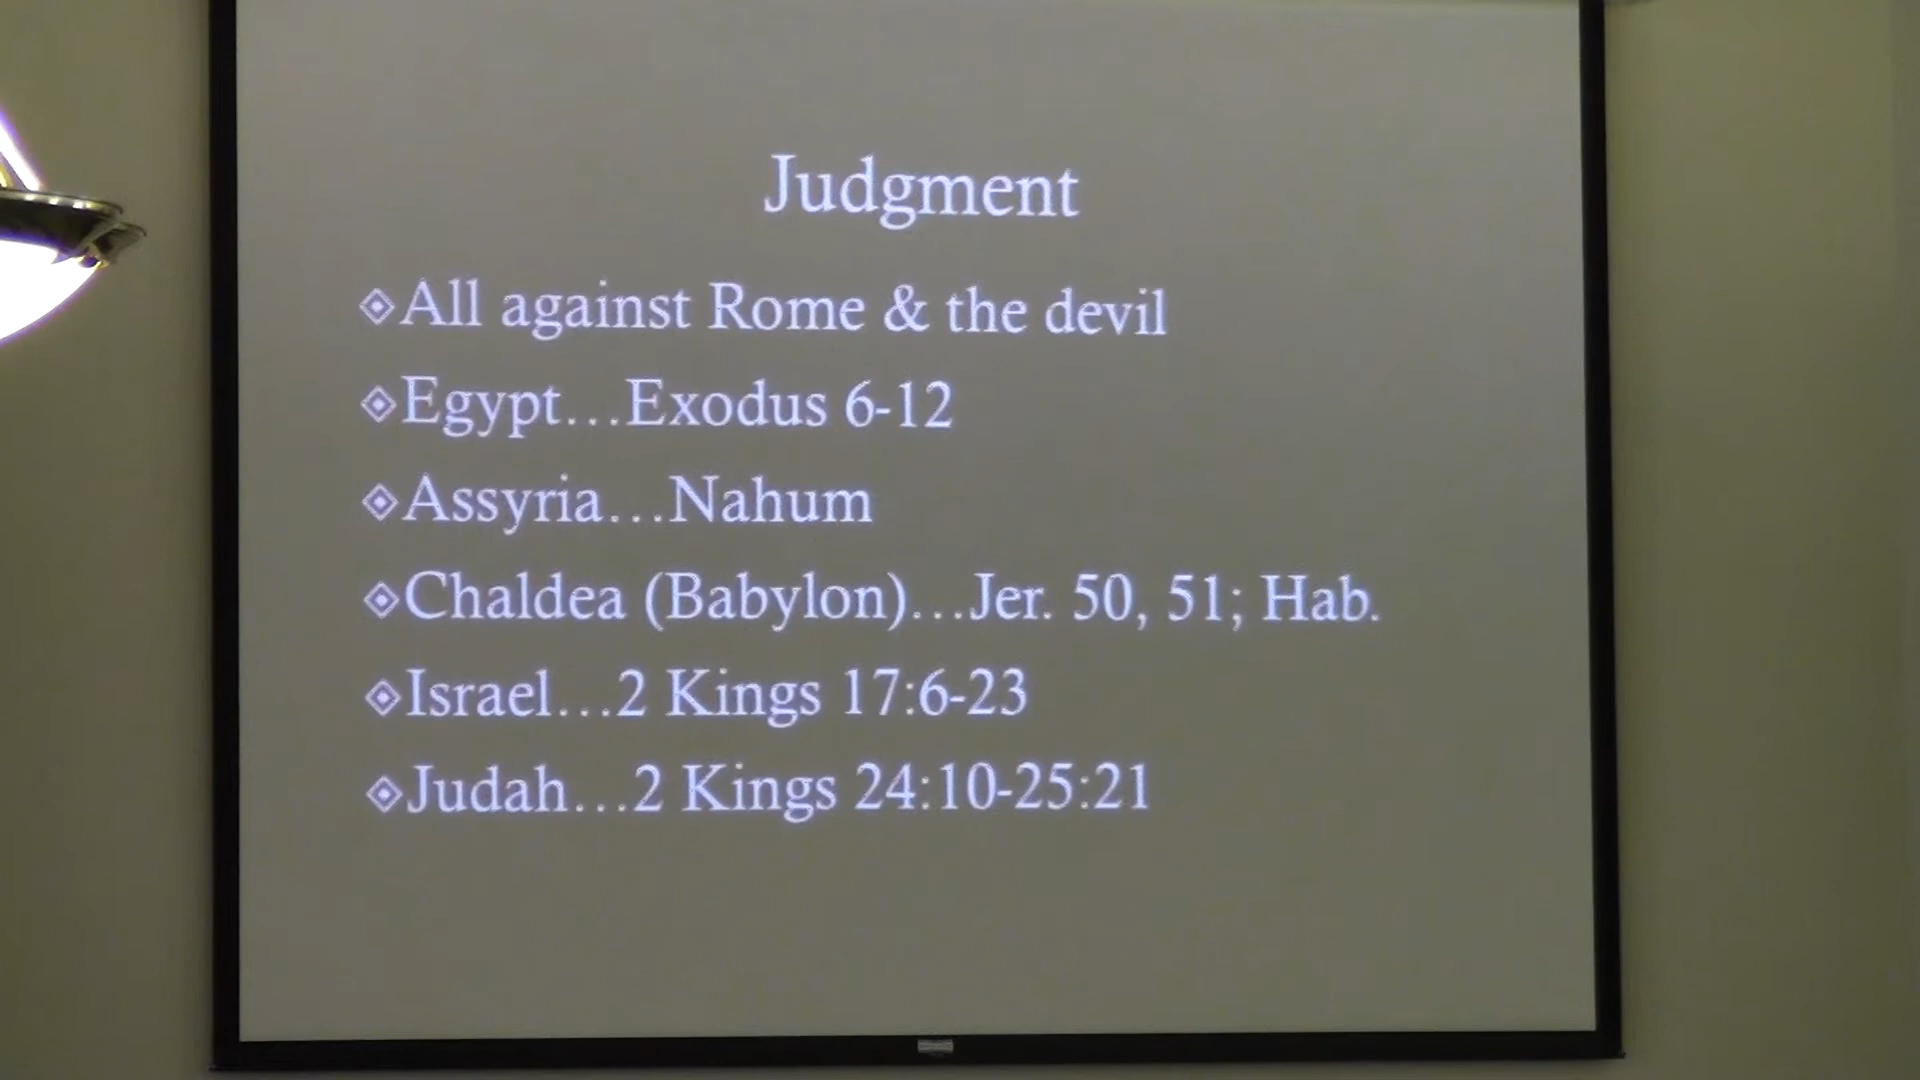 Judgment
All against Rome & the devil
Egypt…Exodus 6-12
Assyria…Nahum
Chaldea (Babylon)…Jer. 50, 51; Hab.
Israel…2 Kings 17:6-23
Judah…2 Kings 24:10-25:21